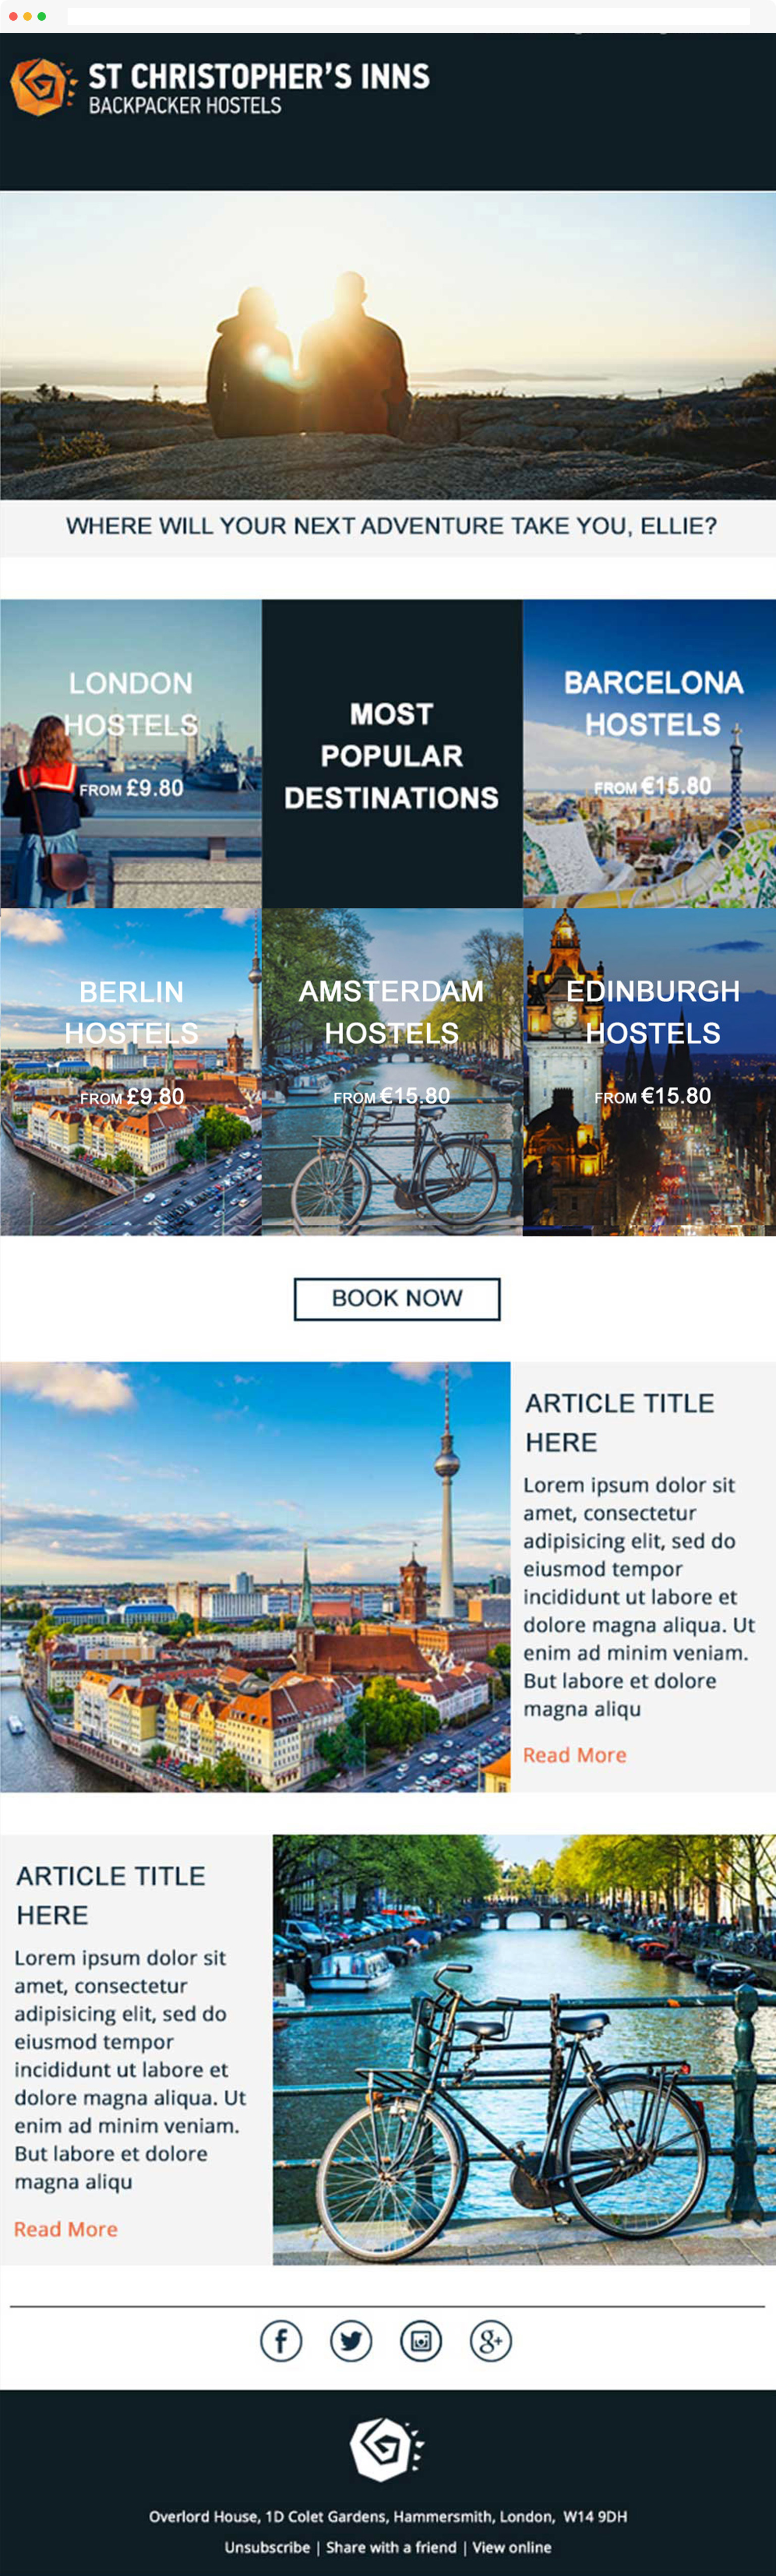 ST CHRISTOPHER'S INNS
BACKPACKER HOSTELS
WHERE WILL YOUR NEXT ADVENTURE TAKE YOU, ELLIE?
LONDON
HOSTELS
FROM £9.80
MOST
POPULAR
DESTINATIONS
BARCELONA
HOSTELS
FROM €15.80
BERLIN
HOSTELS
FROM £9.80
AMSTERDAM
HOSTELS
FROM €15.80
EDINBURGH
HOSTELS
FROM €15.80
BOOK NOW
ARTICLE TITLE
HERE
Lorem ipsum dolor sit
amet, consectetur
adipisicing elit, sed do
eiusmod tempor
incididunt ut labore et
dolore magna aliqua. Ut
enim ad minim veniam.
But labore et dolore
magna aliqu
Read More
ARTICLE TITLE
HERE
Lorem ipsum dolor sit
amet, consectetur
adipisicing elit, sed do
eiusmod tempor
incididunt ut labore et
dolore magna aliqua. Ut
enim ad minim veniam.
But labore et dolore
magna aliqu
Read More
f
g+
Overlord House, 1D Colet Gardens, Hammersmith, London, W14 9DH
Unsubscribe | Share with a friend | View online